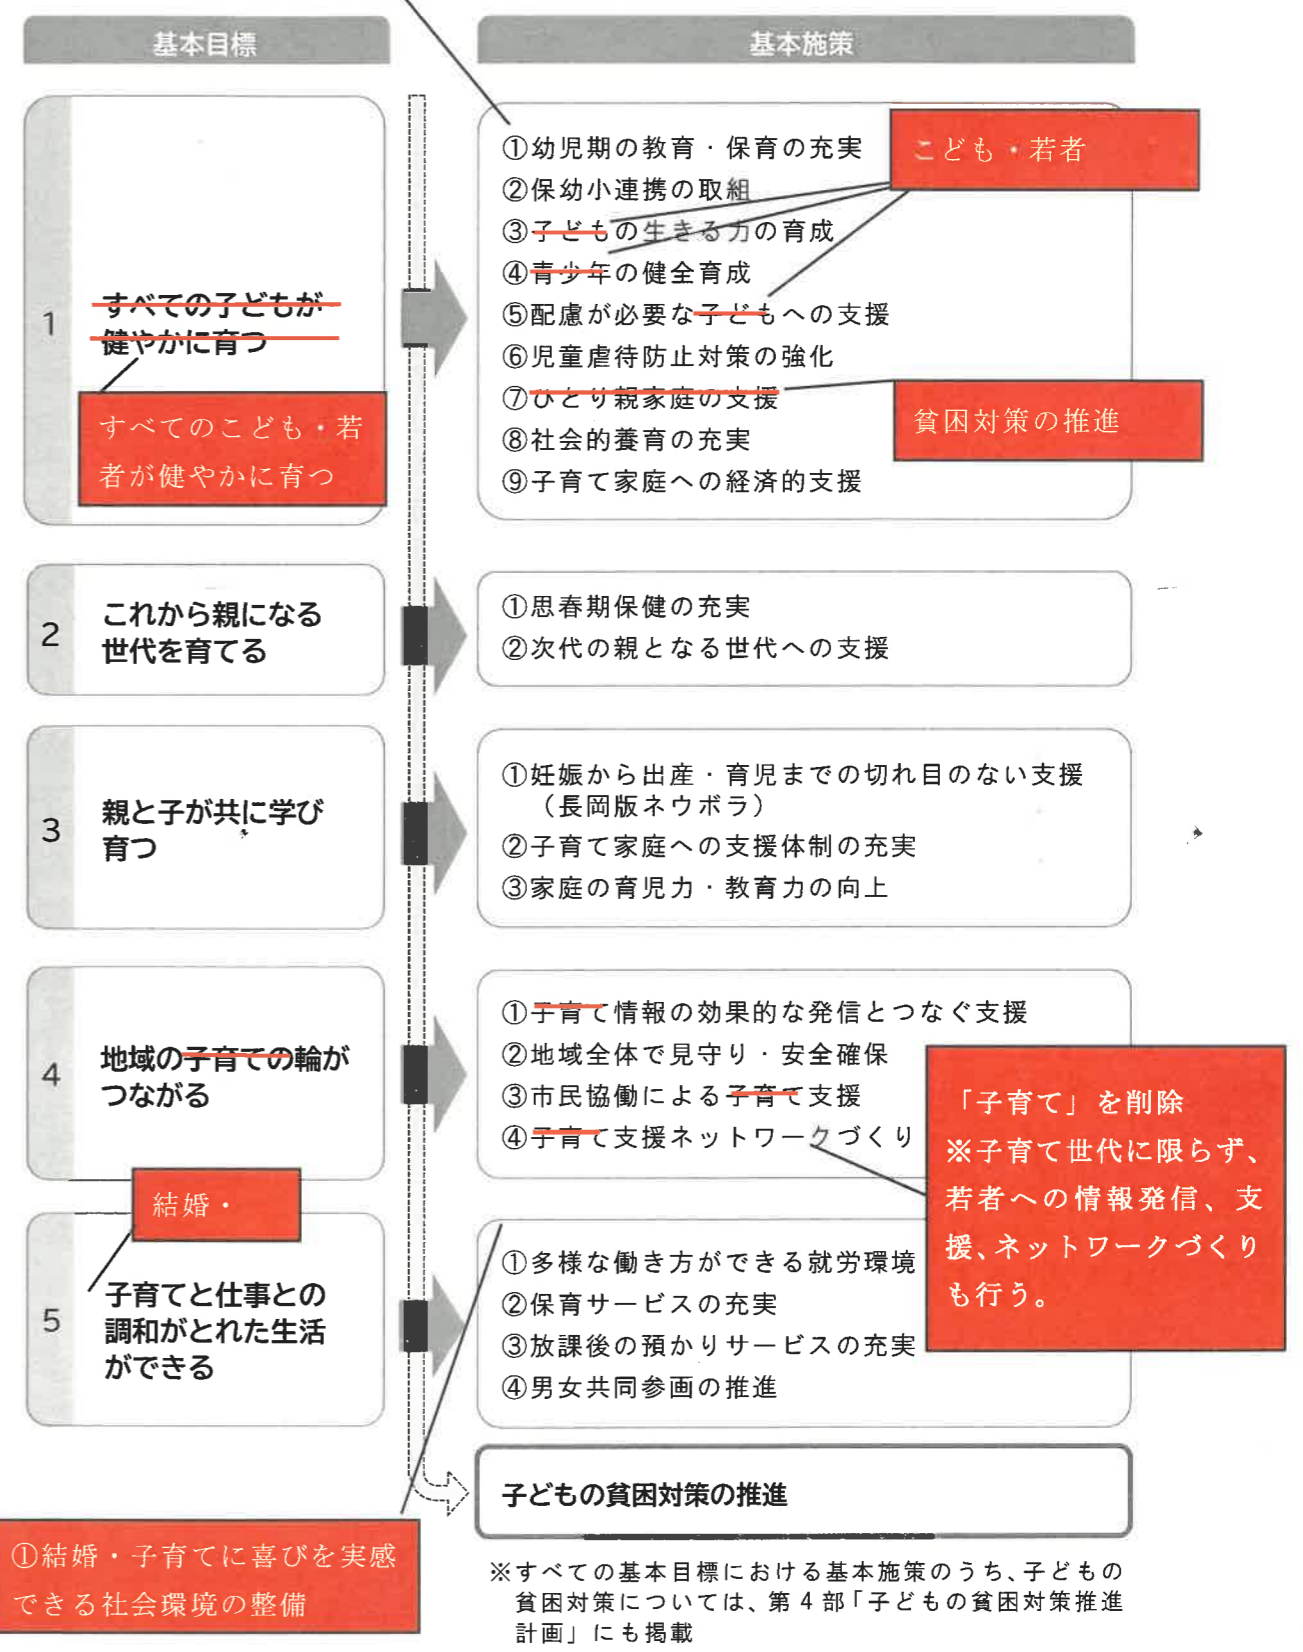 基本目標
基本施策
1
すべての子どもが
健やかに育つ
すべてのこども・若
者が健やかに育つ
①幼児期の教育・保育の充実
②保幼小連携の取組
③子どもの生きる力の育成
④青少年の健全育成
⑤配慮が必要な子どもへの支援
⑥児童虐待防止対策の強化
⑦ひとり親家庭の支援
⑧社会的養育の充実
⑨子育て家庭への経済的支援
こども・若者
貧困対策の推進
2
これから親になる
世代を育てる
①思春期保健の充実
②次代の親となる世代への支援
3
親と子が共に学び
育つ
①妊娠から出産・育児までの切れ目のない支援
（長岡版ネウボラ）
②子育て家庭への支援体制の充実
③家庭の育児力・教育力の向上
4
地域の子育ての輪が
つながる
①子育て情報の効果的な発信とつなぐ支援
②地域全体で見守り・安全確保
③市民協働による子育て支援
④子育て支援ネットワークづくり
「子育て」を削除
※子育て世代に限らず、
若者への情報発信、支
援、ネットワークづくり
も行う。
結婚・
5
子育てと仕事との
調和がとれた生活
ができる
①多様な働き方ができる就労環境
②保育サービスの充実
③放課後の預かりサービスの充実
④男女共同参画の推進
子どもの貧困対策の推進
①結婚・子育てに喜びを実感
できる社会環境の整備
※すべての基本目標における基本施策のうち、子どもの
貧困対策については、第４部「子どもの貧困対策推進
計画」にも掲載